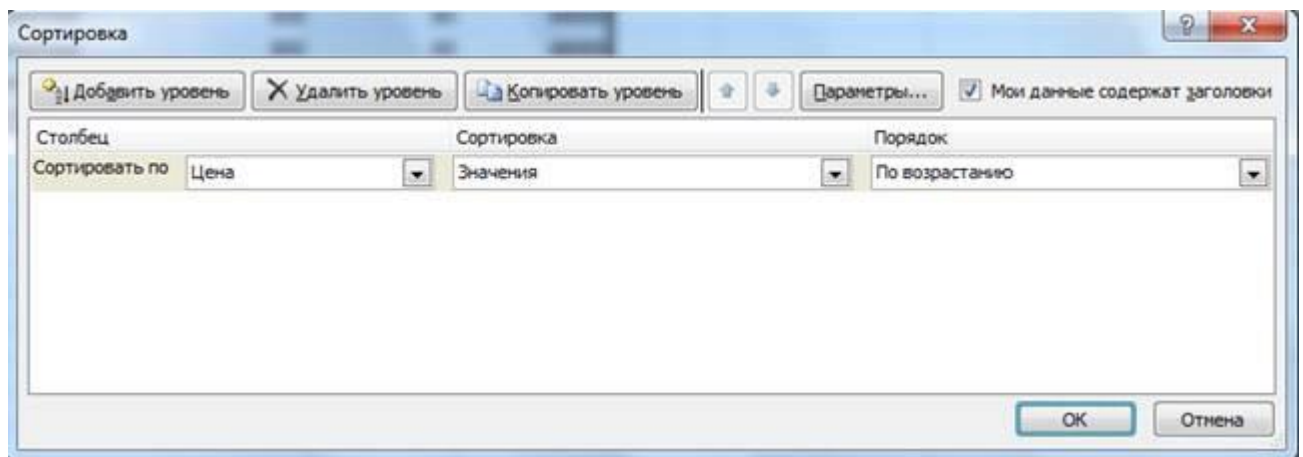 Сортировка
Добавить уровень Удалить уровень Копировать уровень Параметры... Мои данные содержат заголовки
Столбец Сортировка Порядок
Сортировать по Цена Значения По возрастанию
ОК Отмена